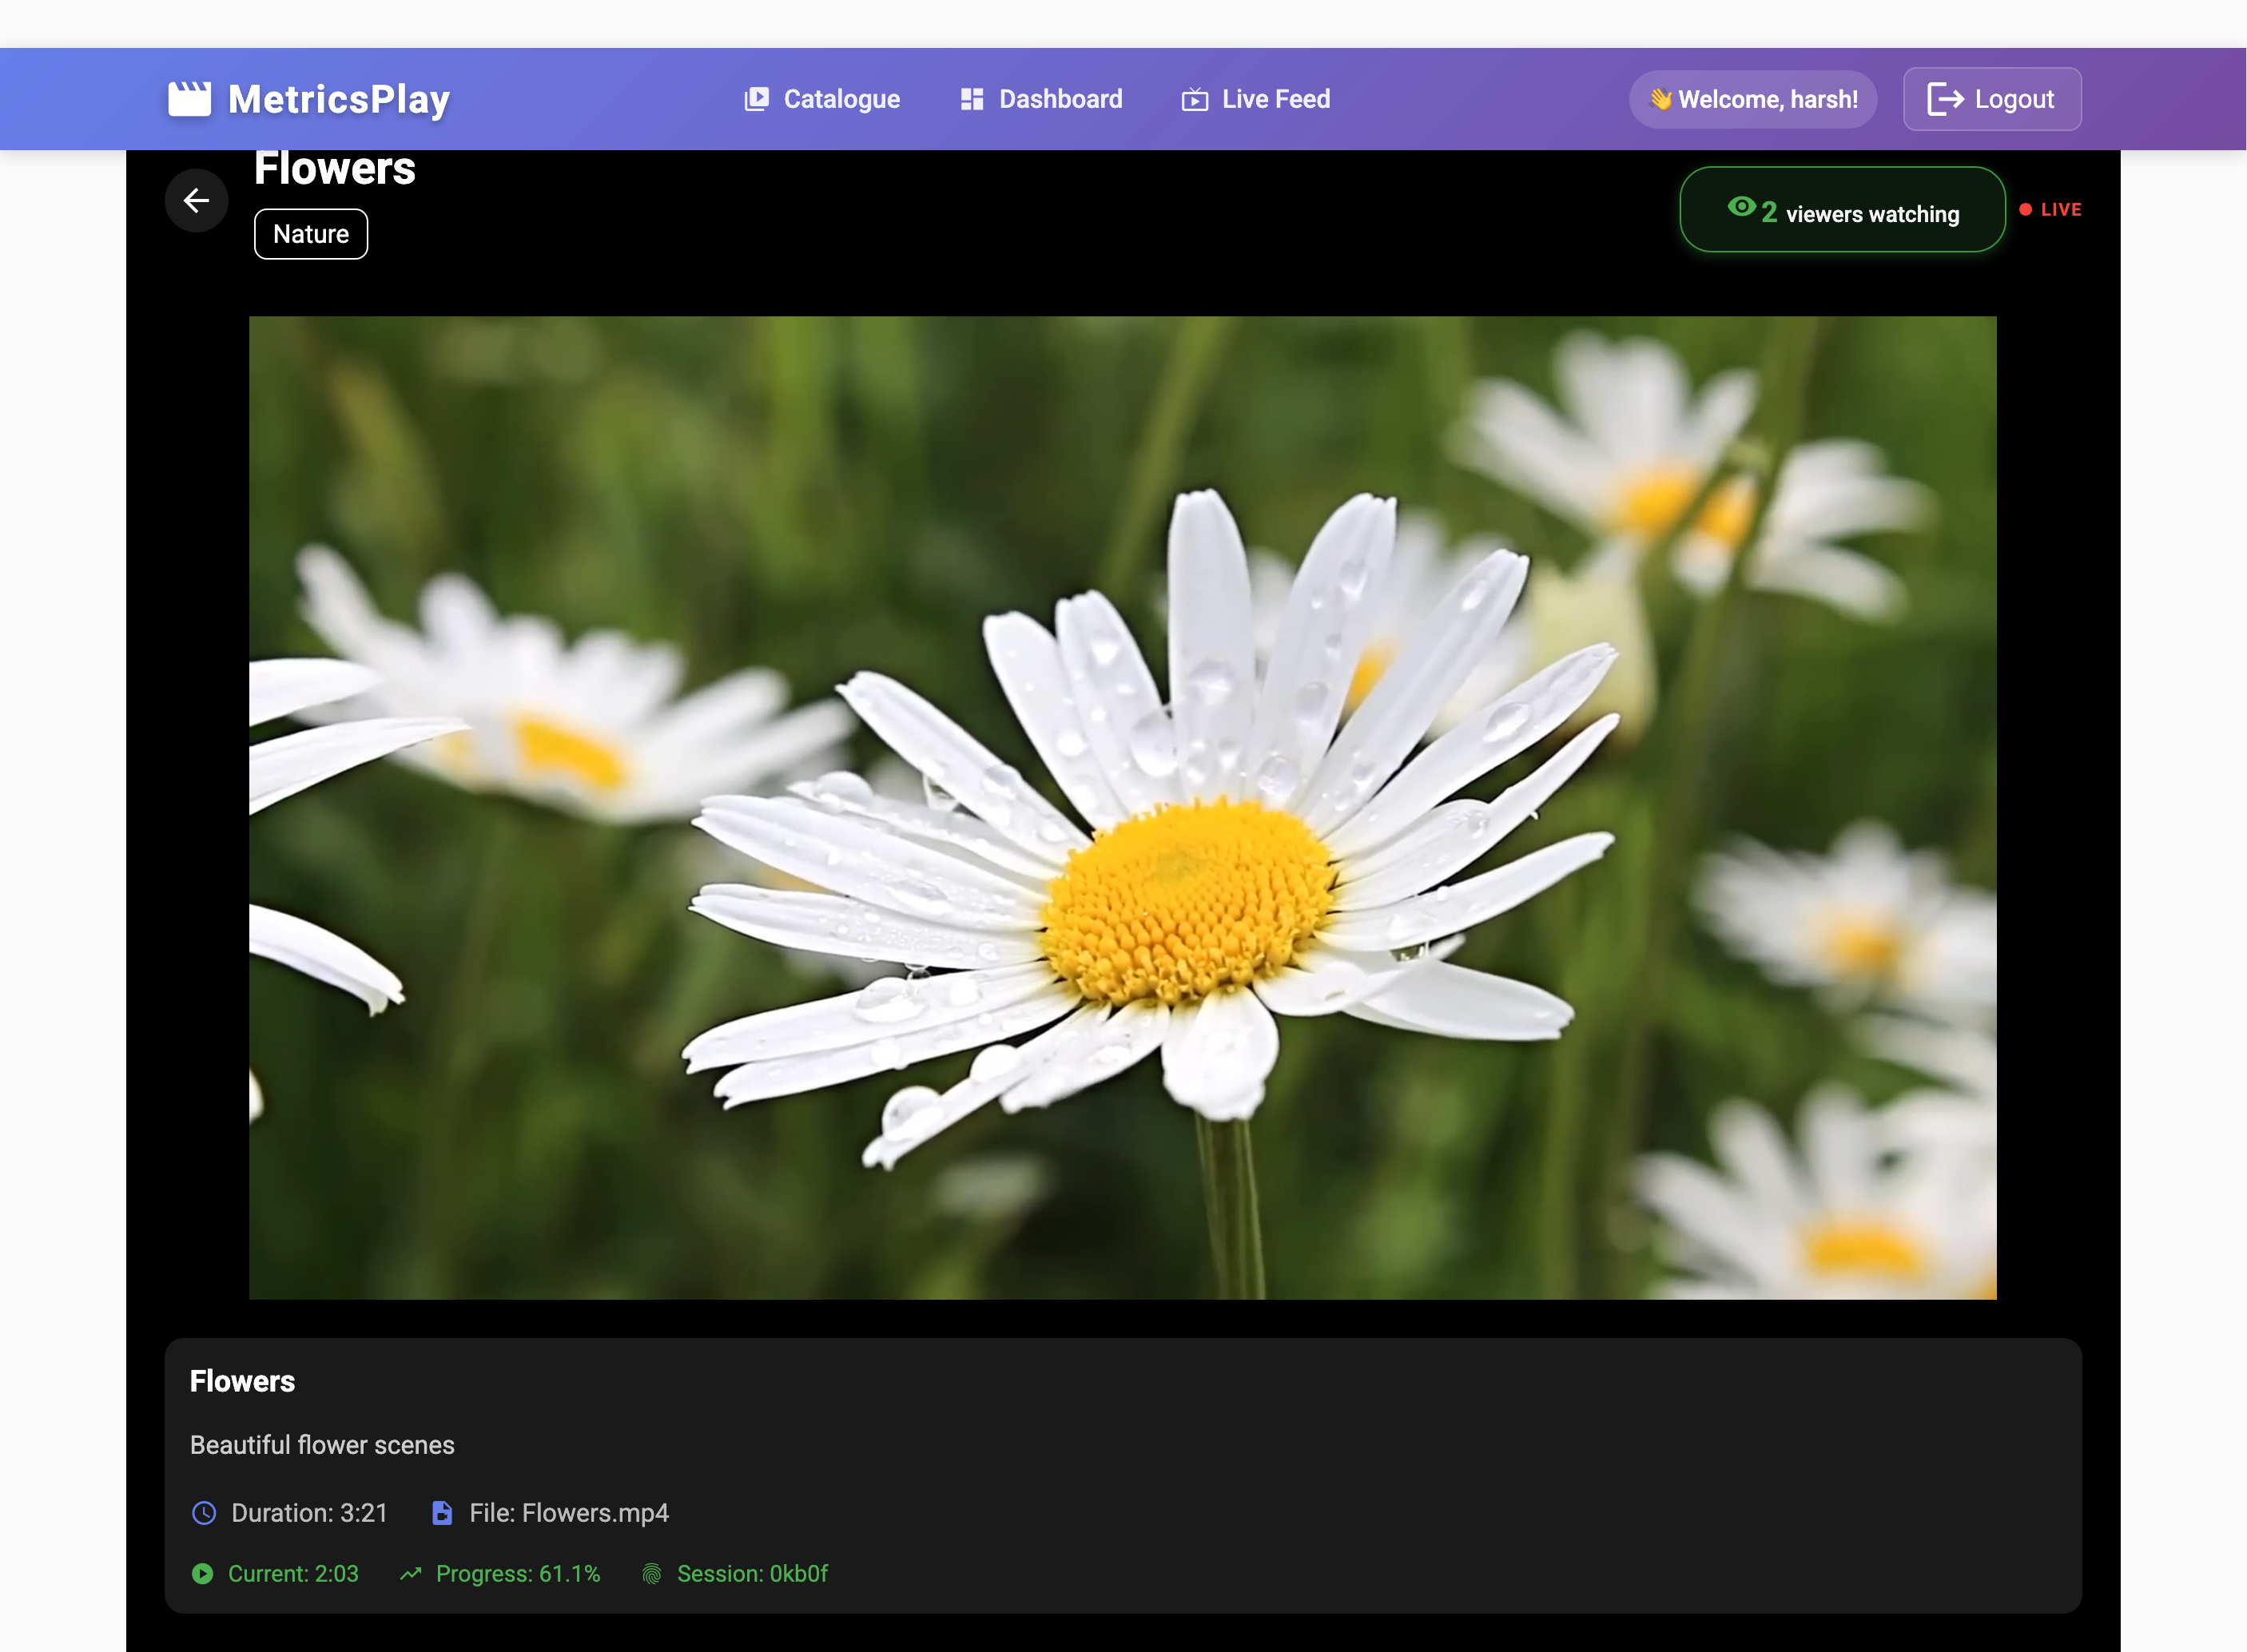 MetricsPlay
Catalogue
Dashboard
Live Feed
👋 Welcome, harsh!
Logout
Flowers
Nature
2 viewers watching
LIVE
Flowers
Beautiful flower scenes
Duration: 3:21
File: Flowers.mp4
Current: 2:03
Progress: 61.1%
Session: 0kb0f